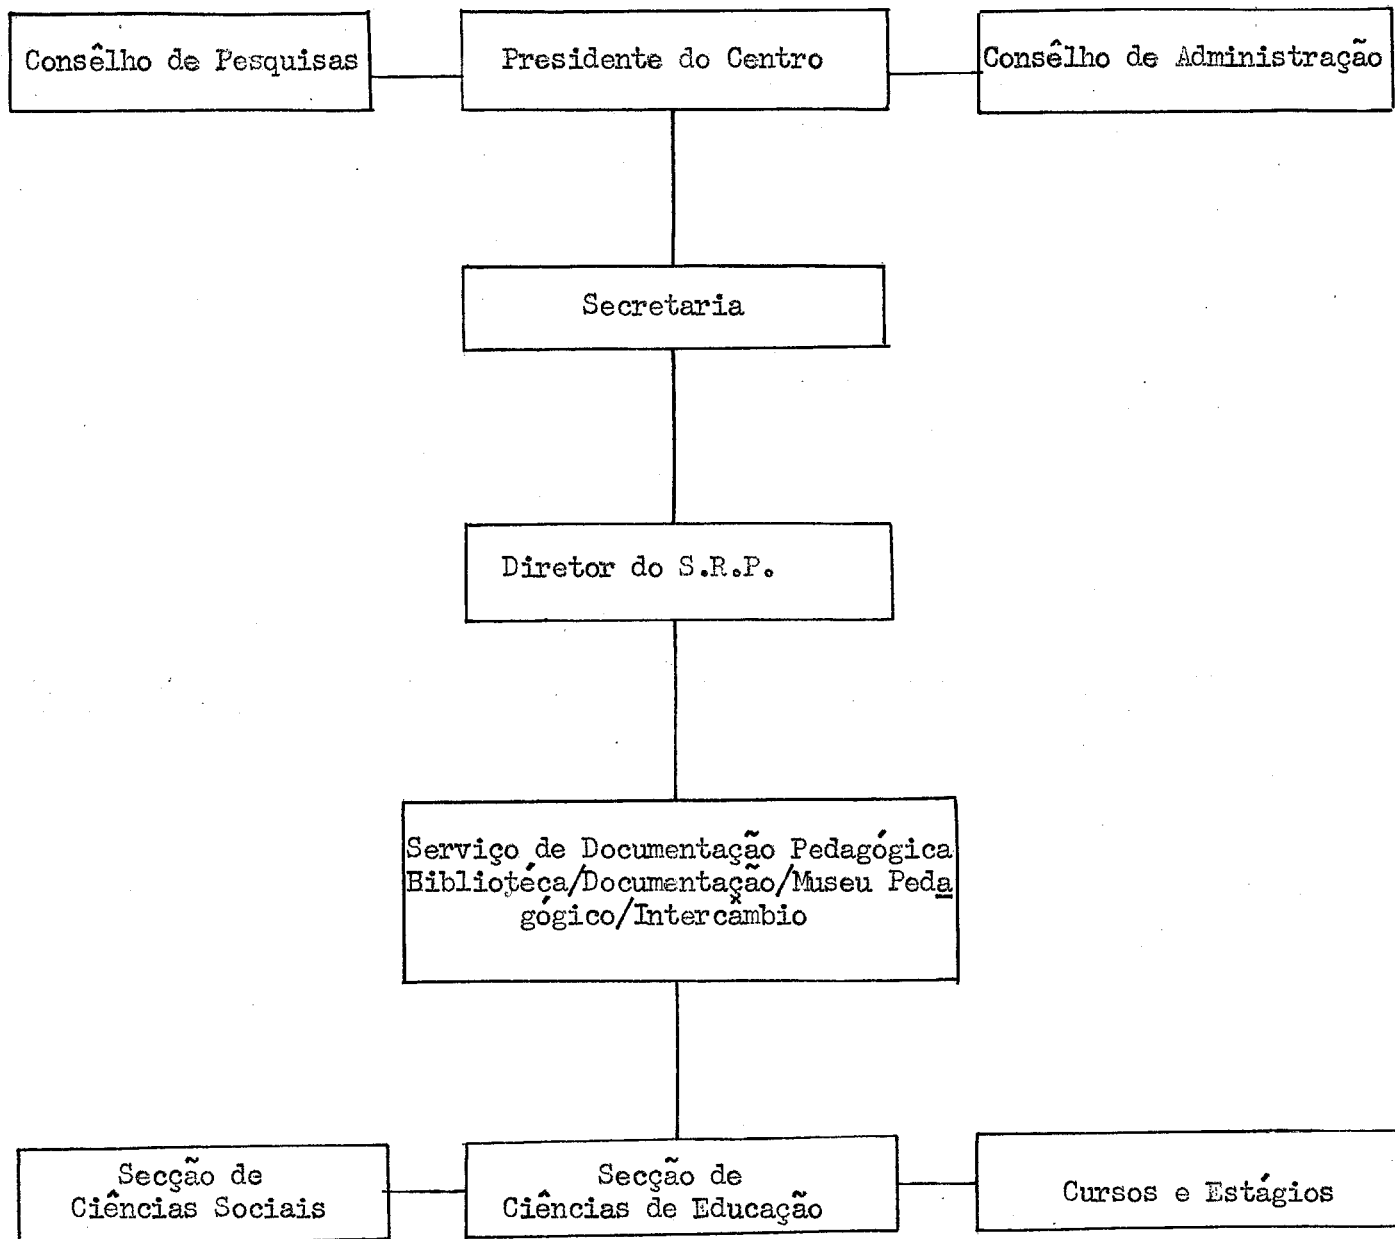 Consêlho de Pesquisas
Presidente do Centro
Consêlho de Administração
Secretaria
Diretor do S.R.P.
Serviço de Documentação Pedagógica
Bibliotéca/Documentação/Museu Peda
gógico/Intercâmbio
Secção de
Ciências Sociais
Secção de
Ciências de Educação
Cursos e Estágios